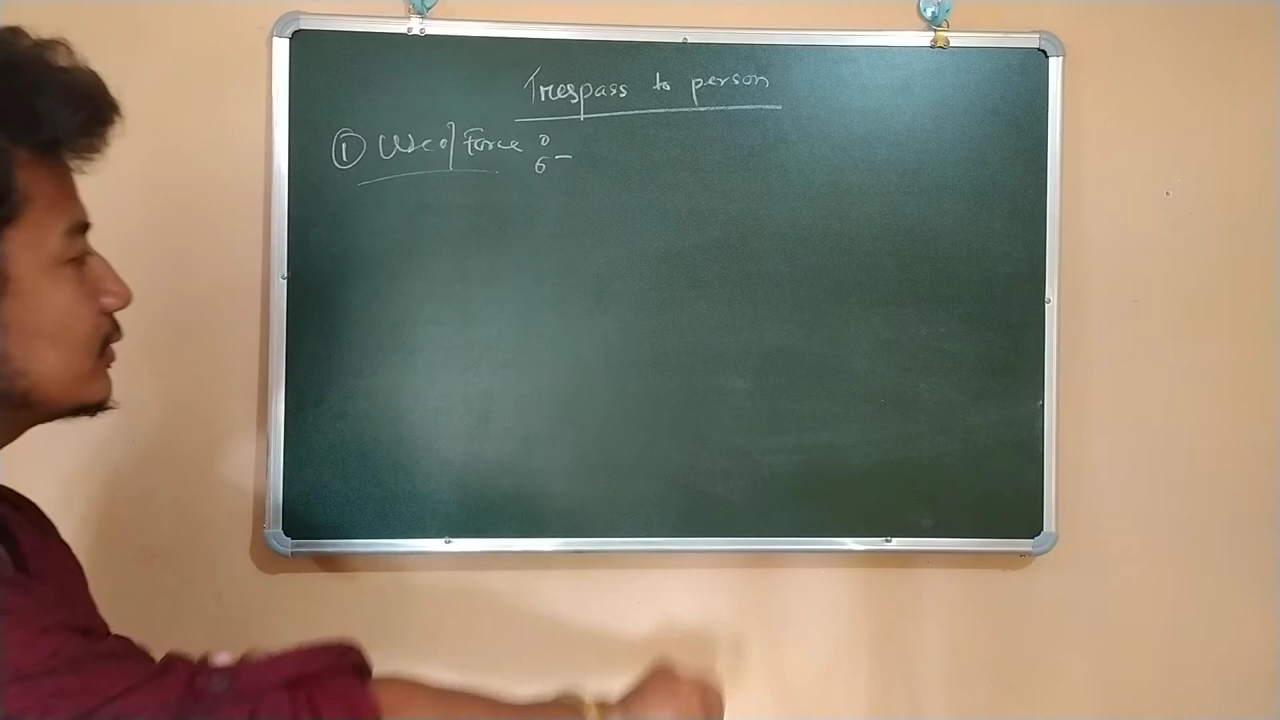 Trespass to person
① Use of Force :-